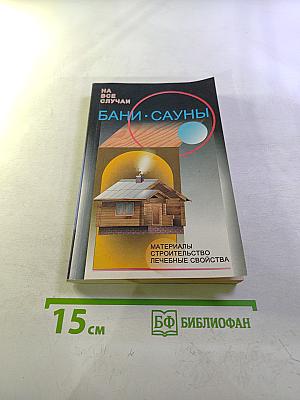 НА
ВСЕ
СЛУЧАИ
БАНИ · САУНЫ
МАТЕРИАЛЫ
СТРОИТЕЛЬСТВО
ЛЕЧЕБНЫЕ СВОЙСТВА
15 см
БФ БИБЛИОФАН